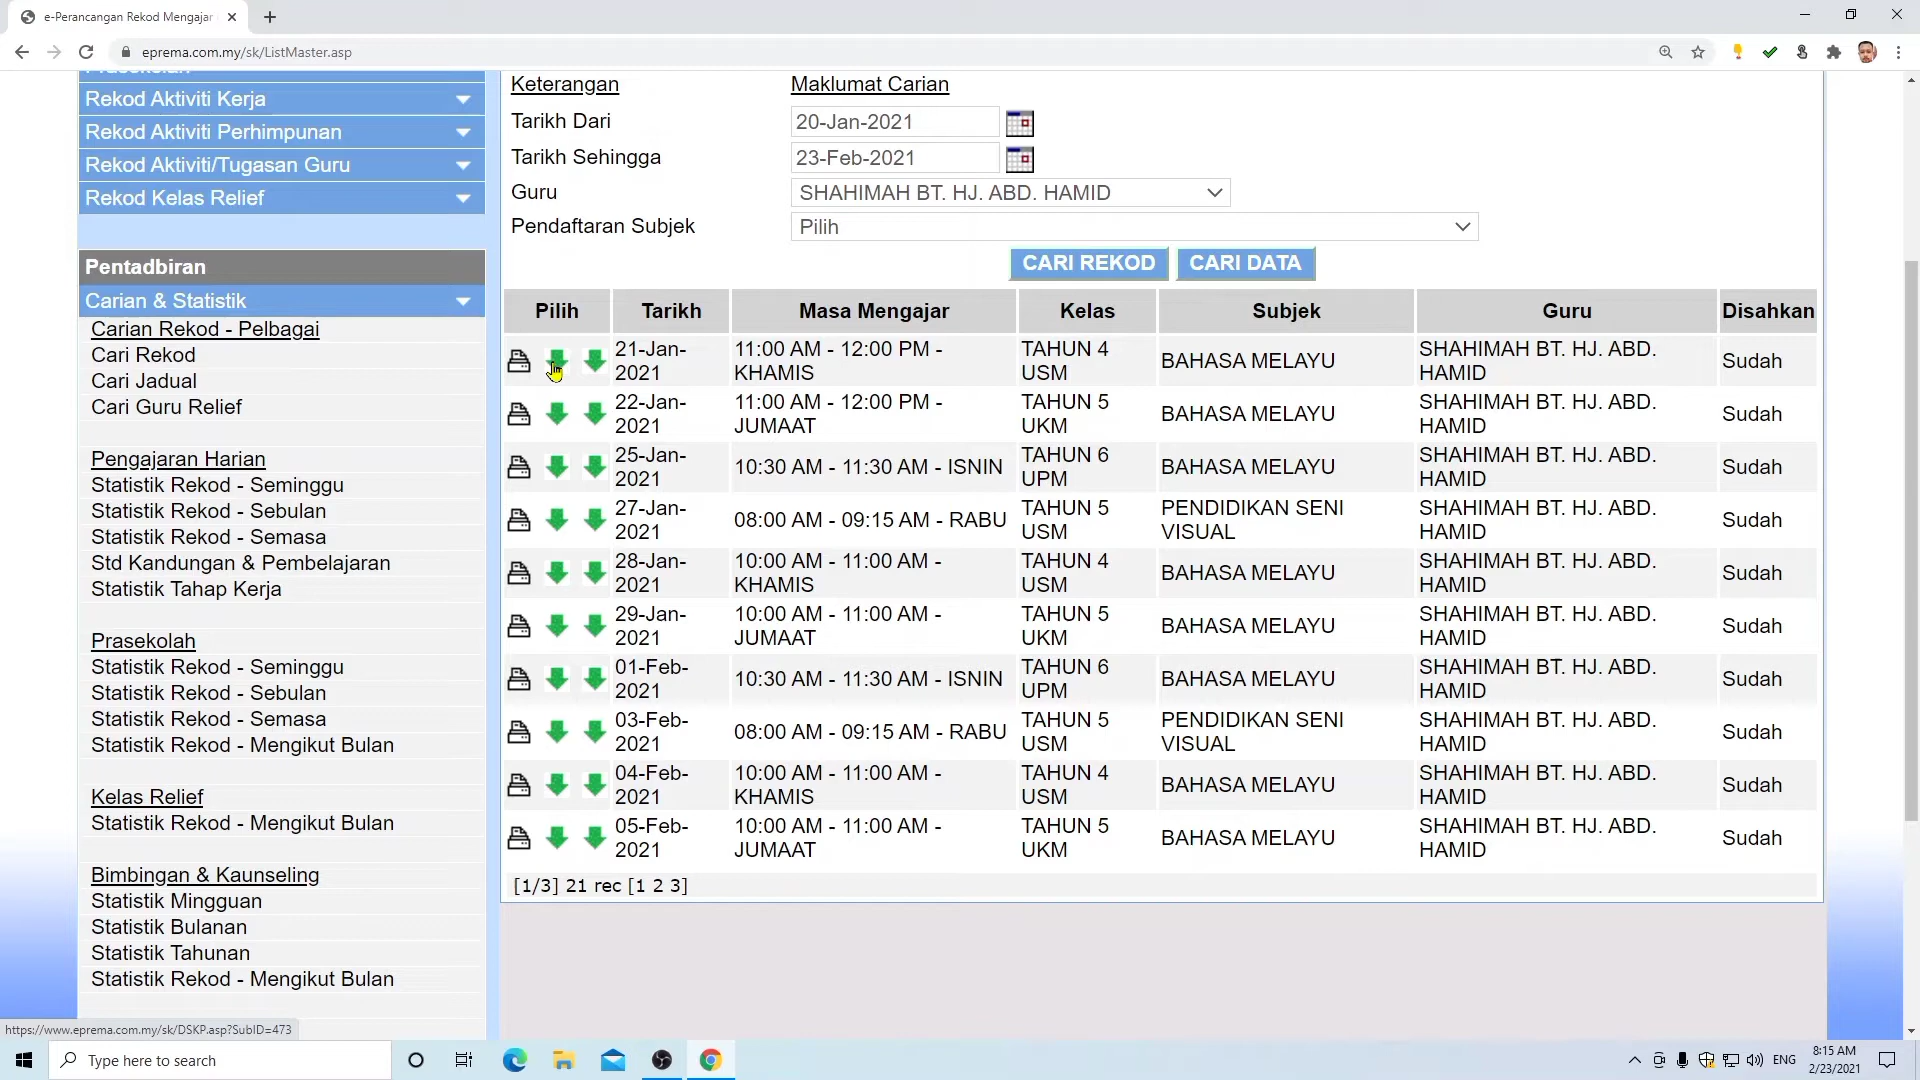 e-Perancangan Rekod Mengajar
eprema.com.my/sk/ListMaster.asp
Rekod Aktiviti Kerja
Rekod Aktiviti Perhimpunan
Rekod Aktiviti/Tugasan Guru
Rekod Kelas Relief
Pentadbiran
Carian & Statistik
Carian Rekod - Pelbagai
Cari Rekod
Cari Jadual
Cari Guru Relief
Pengajaran Harian
Statistik Rekod - Seminggu
Statistik Rekod - Sebulan
Statistik Rekod - Semasa
Std Kandungan & Pembelajaran
Statistik Tahap Kerja
Prasekolah
Statistik Rekod - Seminggu
Statistik Rekod - Sebulan
Statistik Rekod - Semasa
Statistik Rekod - Mengikut Bulan
Kelas Relief
Statistik Rekod - Mengikut Bulan
Bimbingan & Kaunseling
Statistik Mingguan
Statistik Bulanan
Statistik Tahunan
Statistik Rekod - Mengikut Bulan
Keterangan Maklumat Carian
Tarikh Dari 20-Jan-2021
Tarikh Sehingga 23-Feb-2021
Guru SHAHIMAH BT. HJ. ABD. HAMID
Pendaftaran Subjek Pilih
CARI REKOD CARI DATA
Pilih Tarikh Masa Mengajar Kelas Subjek Guru Disahkan
21-Jan- 11:00 AM - 12:00 PM - TAHUN 4 BAHASA MELAYU SHAHIMAH BT. HJ. ABD. Sudah
2021 KHAMIS USM HAMID
22-Jan- 11:00 AM - 12:00 PM - TAHUN 5 BAHASA MELAYU SHAHIMAH BT. HJ. ABD. Sudah
2021 JUMAAT UKM HAMID
25-Jan- 10:30 AM - 11:30 AM - ISNIN TAHUN 6 BAHASA MELAYU SHAHIMAH BT. HJ. ABD. Sudah
2021 UPM HAMID
27-Jan- 08:00 AM - 09:15 AM - RABU TAHUN 5 PENDIDIKAN SENI SHAHIMAH BT. HJ. ABD. Sudah
2021 USM VISUAL HAMID
28-Jan- 10:00 AM - 11:00 AM - TAHUN 4 BAHASA MELAYU SHAHIMAH BT. HJ. ABD. Sudah
2021 KHAMIS USM HAMID
29-Jan- 10:00 AM - 11:00 AM - TAHUN 5 BAHASA MELAYU SHAHIMAH BT. HJ. ABD. Sudah
2021 JUMAAT UKM HAMID
01-Feb- 10:30 AM - 11:30 AM - ISNIN TAHUN 6 BAHASA MELAYU SHAHIMAH BT. HJ. ABD. Sudah
2021 UPM HAMID
03-Feb- 08:00 AM - 09:15 AM - RABU TAHUN 5 PENDIDIKAN SENI SHAHIMAH BT. HJ. ABD. Sudah
2021 USM VISUAL HAMID
04-Feb- 10:00 AM - 11:00 AM - TAHUN 4 BAHASA MELAYU SHAHIMAH BT. HJ. ABD. Sudah
2021 KHAMIS USM HAMID
05-Feb- 10:00 AM - 11:00 AM - TAHUN 5 BAHASA MELAYU SHAHIMAH BT. HJ. ABD. Sudah
2021 JUMAAT UKM HAMID
[1/3] 21 rec [1 2 3]
https://www.eprema.com.my/sk/DSKP.asp?SubID=473
Type here to search
ENG
8:15 AM
2/23/2021